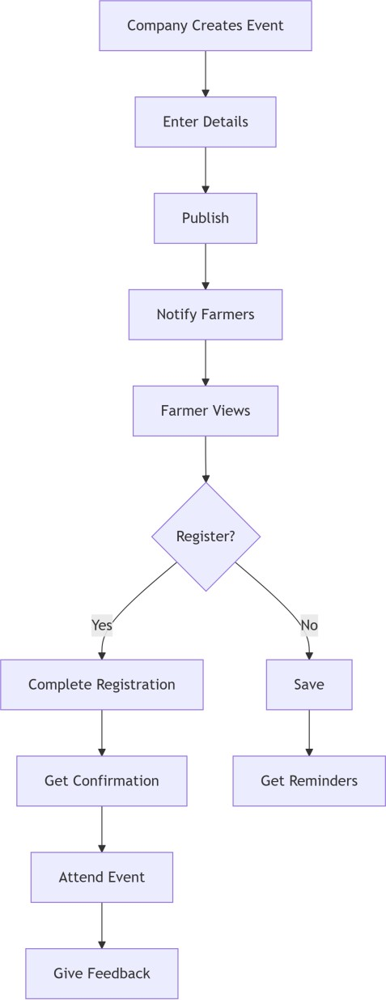 Company Creates Event
Enter Details
Publish
Notify Farmers
Farmer Views
Register?
Yes
No
Complete Registration
Save
Get Confirmation
Get Reminders
Attend Event
Give Feedback